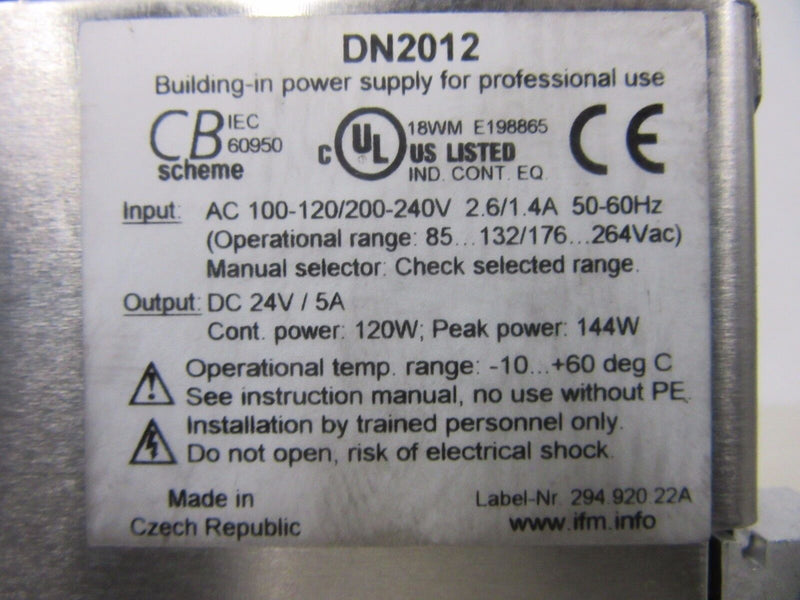 DN2012
Building-in power supply for professional use
CB IEC 60950
scheme
C UL US LISTED 18WM E198865
IND. CONT. EQ.
CE
Input: AC 100-120/200-240V 2.6/1.4A 50-60Hz
(Operational range: 85...132/176...264Vac)
Manual selector: Check selected range.
Output: DC 24V / 5A
Cont. power: 120W; Peak power: 144W
Operational temp. range: -10...+60 deg C
See instruction manual, no use without PE.
Installation by trained personnel only.
Do not open, risk of electrical shock.
Made in
Czech Republic
Label-Nr. 294.920.22A
www.ifm.info